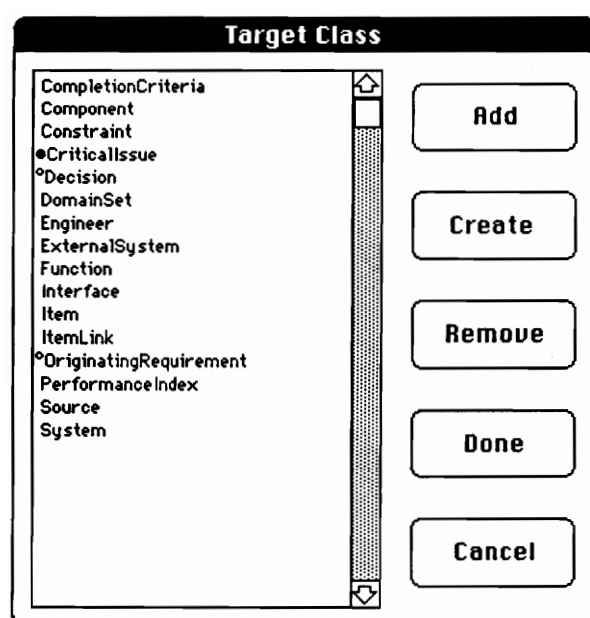 Target Class
CompletionCriteria
Component
Constraint
●CriticalIssue
°Decision
DomainSet
Engineer
ExternalSystem
Function
Interface
Item
ItemLink
°OriginatingRequirement
PerformanceIndex
Source
System
Add
Create
Remove
Done
Cancel